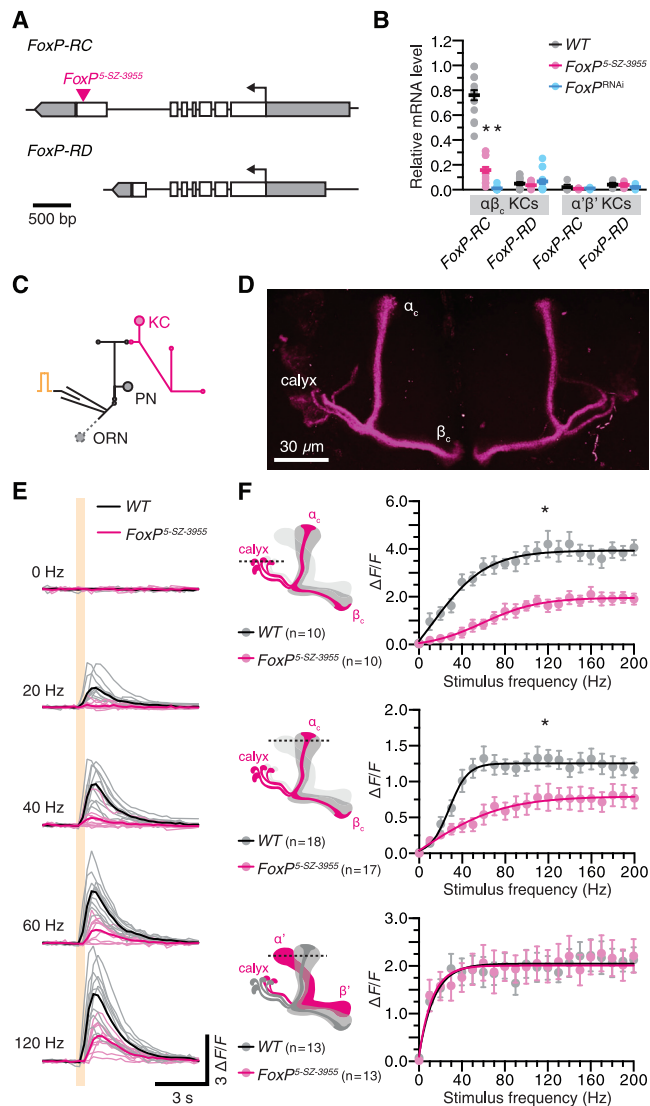 A
FoxP-RC
FoxP5-SZ-3955
FoxP-RD
500 bp
B
Relative mRNA level
1.2
1.0
0.8
0.6
0.4
0.2
0.0
WT
FoxP5-SZ-3955
FoxPRNAi
* *
αβc KCs
α'β' KCs
FoxP-RC
FoxP-RD
FoxP-RC
FoxP-RD
C
KC
PN
ORN
D
αc
calyx
βc
30 µm
E
WT
FoxP5-SZ-3955
0 Hz
20 Hz
40 Hz
60 Hz
120 Hz
3 ΔF/F
3 s
F
αc
calyx
βc
WT (n=10)
FoxP5-SZ-3955 (n=10)
6.0
4.0
2.0
0.0
ΔF/F
*
0 40 80 120 160 200
Stimulus frequency (Hz)
αc
calyx
βc
WT (n=18)
FoxP5-SZ-3955 (n=17)
2.0
1.5
1.0
0.5
0.0
ΔF/F
*
0 40 80 120 160 200
Stimulus frequency (Hz)
α'
calyx
β'
WT (n=13)
FoxP5-SZ-3955 (n=13)
3.0
2.0
1.0
0.0
ΔF/F
0 40 80 120 160 200
Stimulus frequency (Hz)